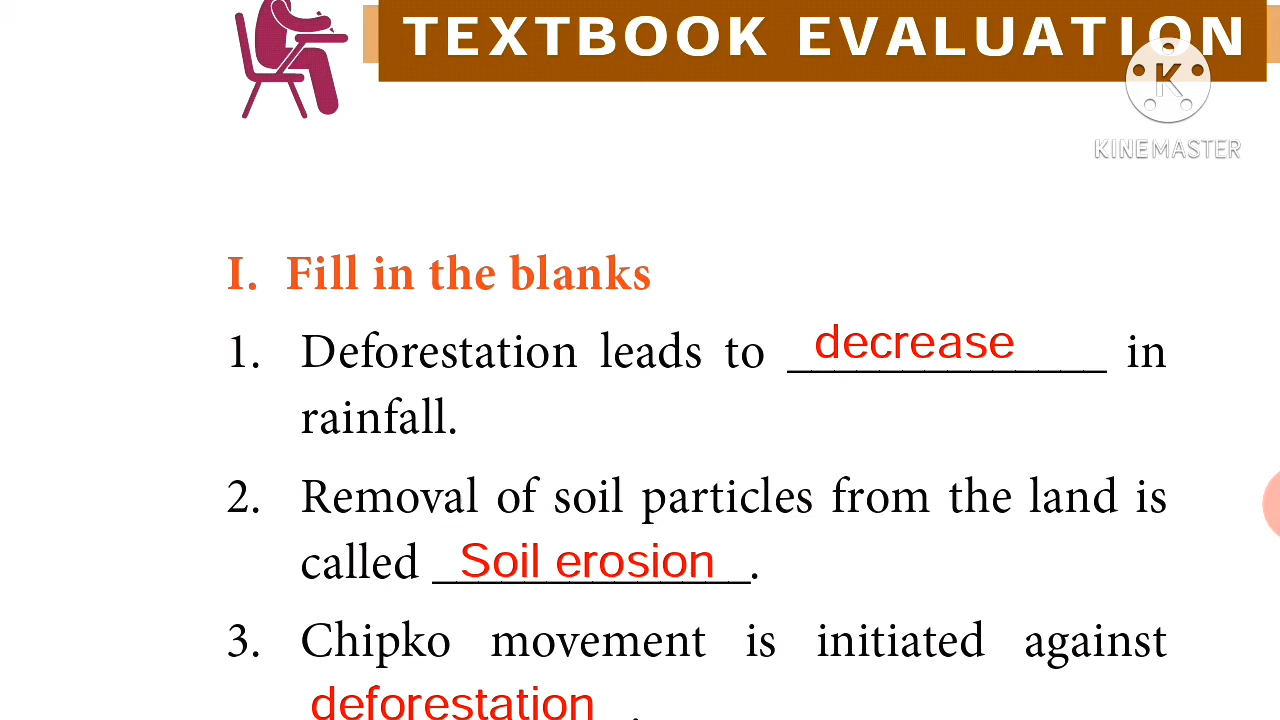 TEXTBOOK EVALUATION
K
KINEMASTER
I. Fill in the blanks
1. Deforestation leads to decrease in
rainfall.
2. Removal of soil particles from the land is
called Soil erosion.
3. Chipko movement is initiated against
deforestation .